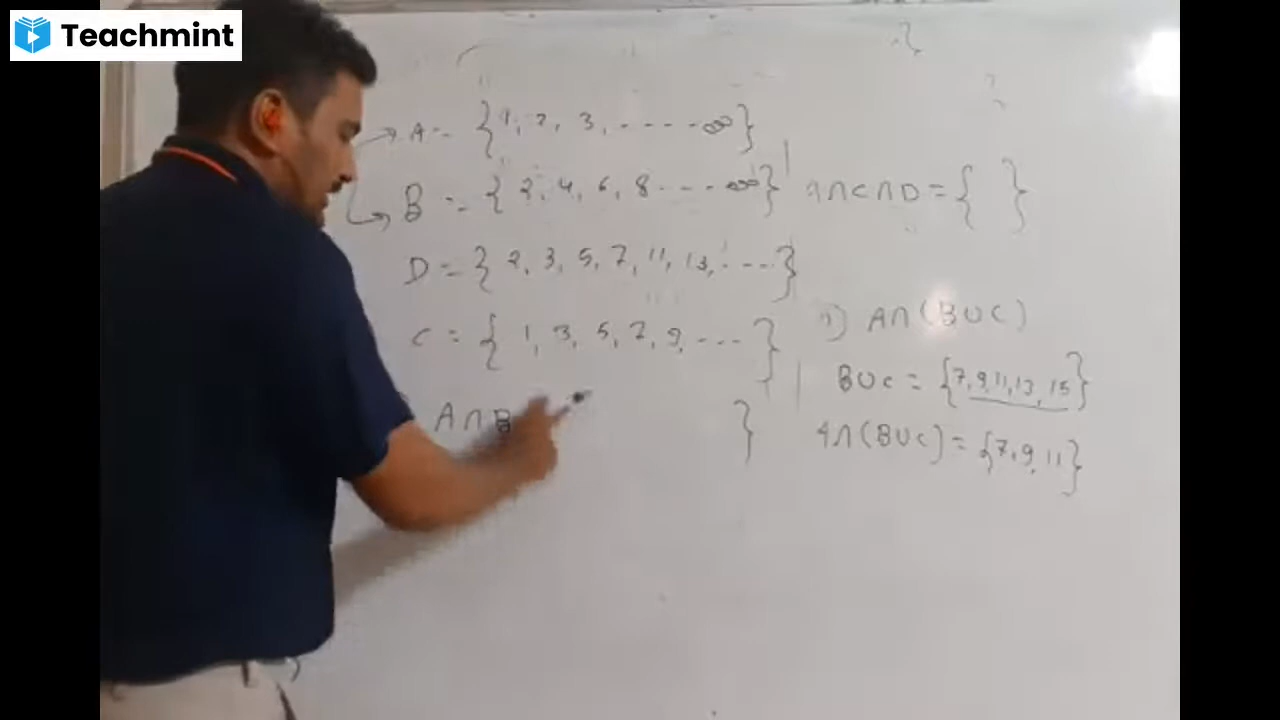 Teachmint
A = {1, 2, 3, - - - - ∞}
B = {2, 4, 6, 8 - - - - ∞}
D = {2, 3, 5, 7, 11, 13, - - - -}
C = {1, 3, 5, 7, 9, - - - }
A∩B }
A∩C∩D = { }
A∩(B∪C)
B∪C = {7, 9, 11, 13, 15}
A∩(B∪C) = {7, 9, 11}